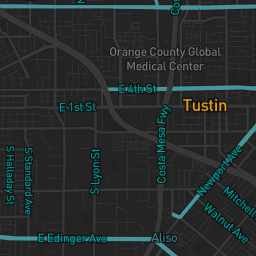 Cos
Orange County Global
Medical Center
E 4th St
E 1st St
Tustin
Costa Mesa Fwy
S Lyon St
S Halladay St
S Standard Ave
Newport Ave
Mitchell
Walnut Ave
E Edinger Ave
Aliso